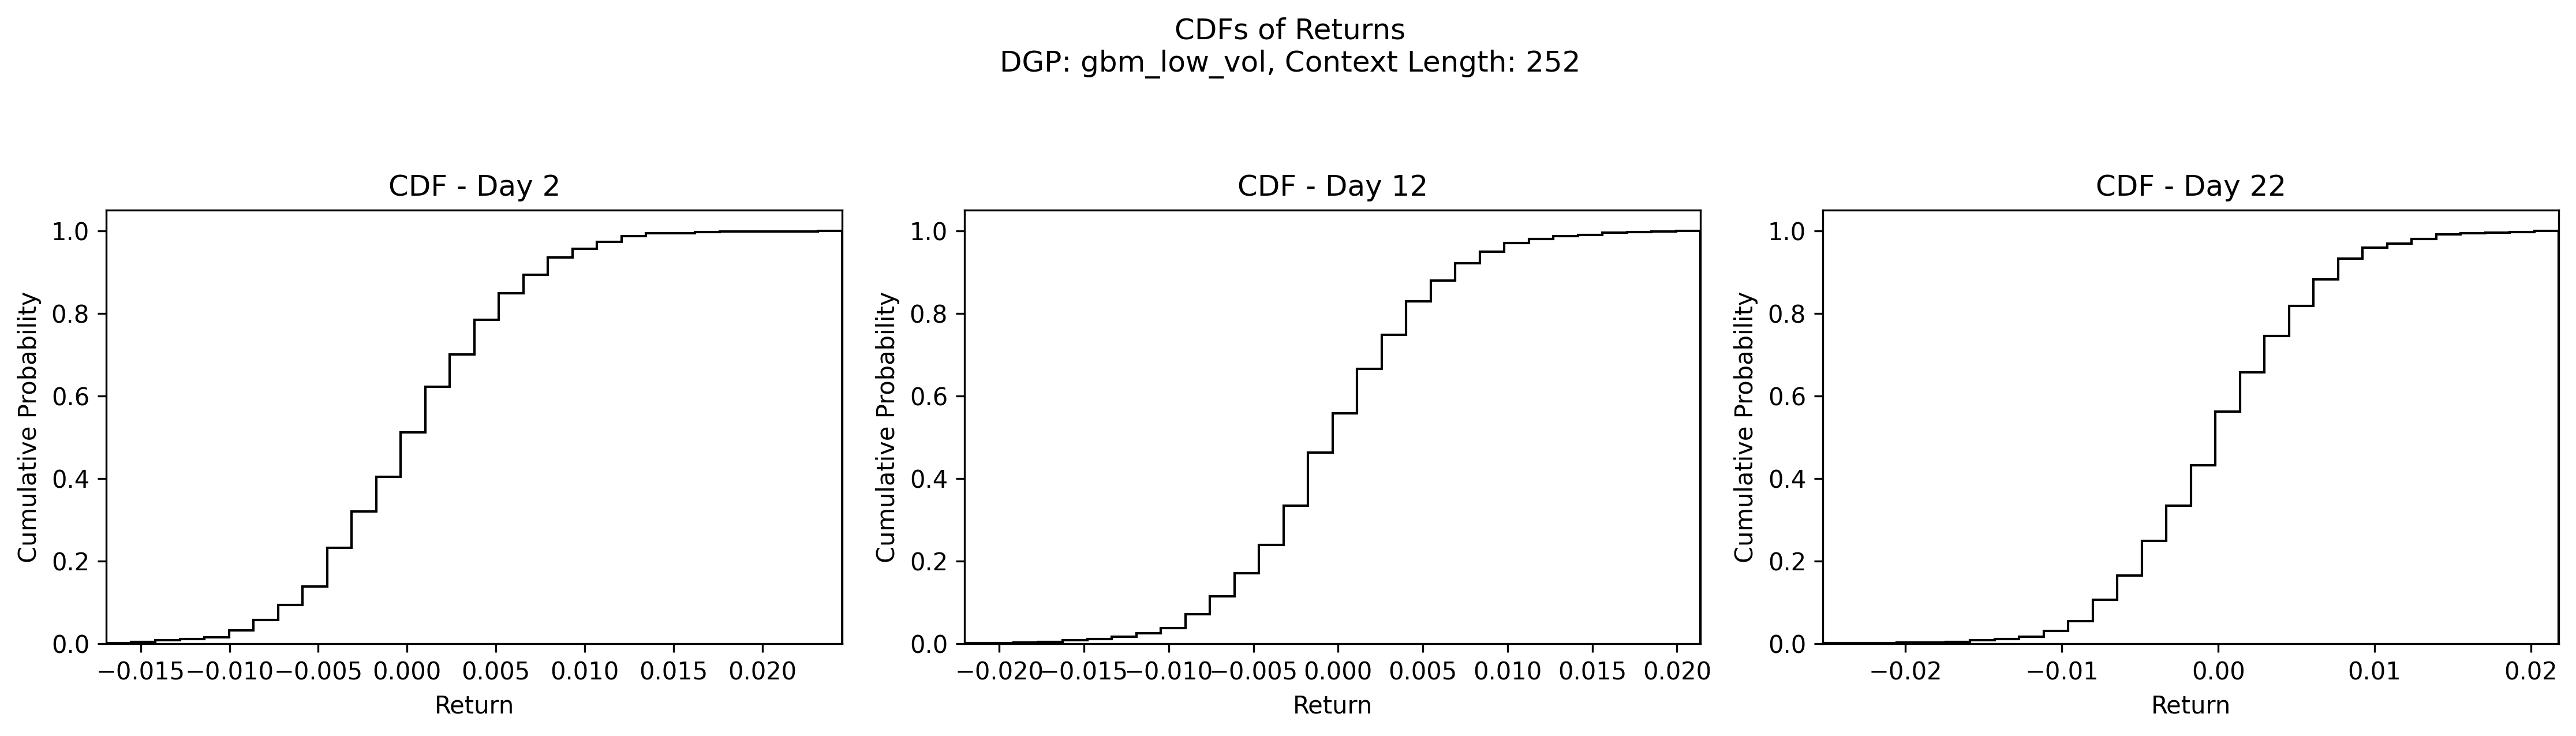 CDFs of Returns
DGP: gbm_low_vol, Context Length: 252
CDF - Day 2
Cumulative Probability
1.0
0.8
0.6
0.4
0.2
0.0
−0.015 −0.010 −0.005 0.000 0.005 0.010 0.015 0.020
Return
CDF - Day 12
Cumulative Probability
1.0
0.8
0.6
0.4
0.2
0.0
−0.020 −0.015 −0.010 −0.005 0.000 0.005 0.010 0.015 0.020
Return
CDF - Day 22
Cumulative Probability
1.0
0.8
0.6
0.4
0.2
0.0
−0.02 −0.01 0.00 0.01 0.02
Return